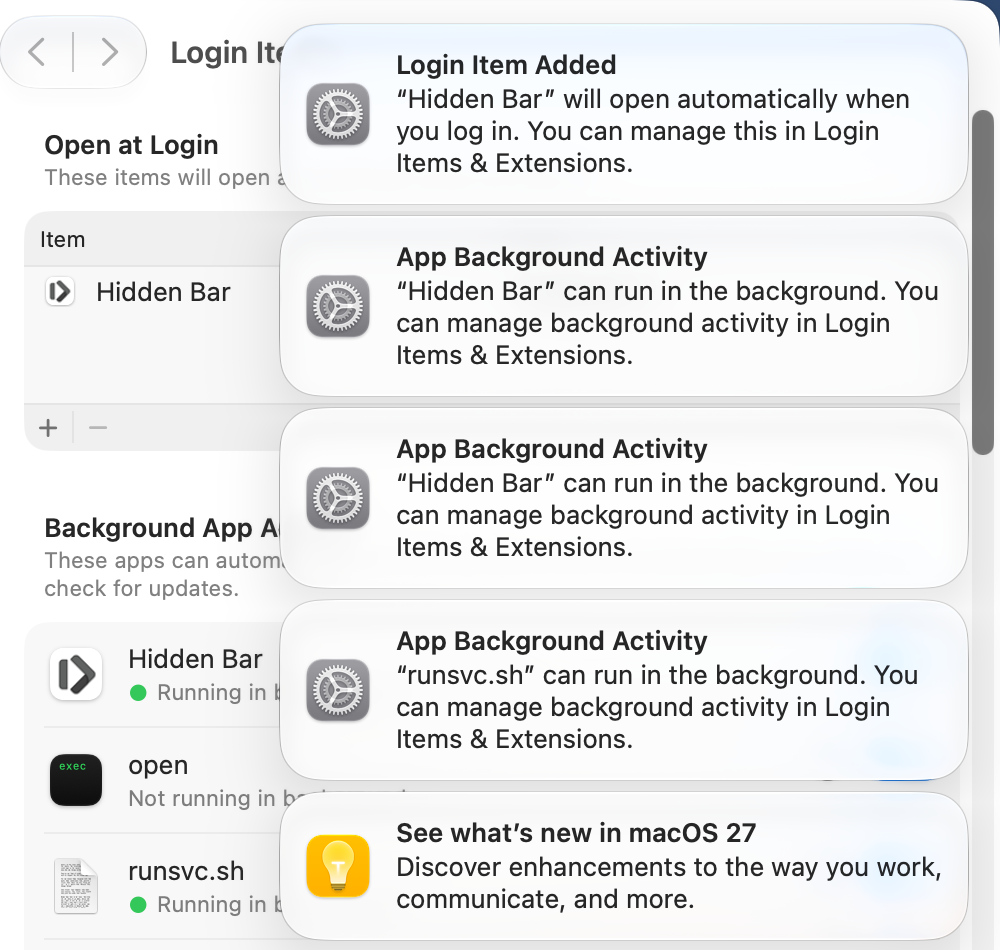 Login Ite
Open at Login
These items will open
Item
Hidden Bar
Background App A
These apps can autom
check for updates.
Hidden Bar
Running in
exec
open
Not running in
runsvc.sh
Running in
Login Item Added
“Hidden Bar” will open automatically when
you log in. You can manage this in Login
Items & Extensions.
App Background Activity
“Hidden Bar” can run in the background. You
can manage background activity in Login
Items & Extensions.
App Background Activity
“Hidden Bar” can run in the background. You
can manage background activity in Login
Items & Extensions.
App Background Activity
“runsvc.sh” can run in the background. You
can manage background activity in Login
Items & Extensions.
See what’s new in macOS 27
Discover enhancements to the way you work,
communicate, and more.